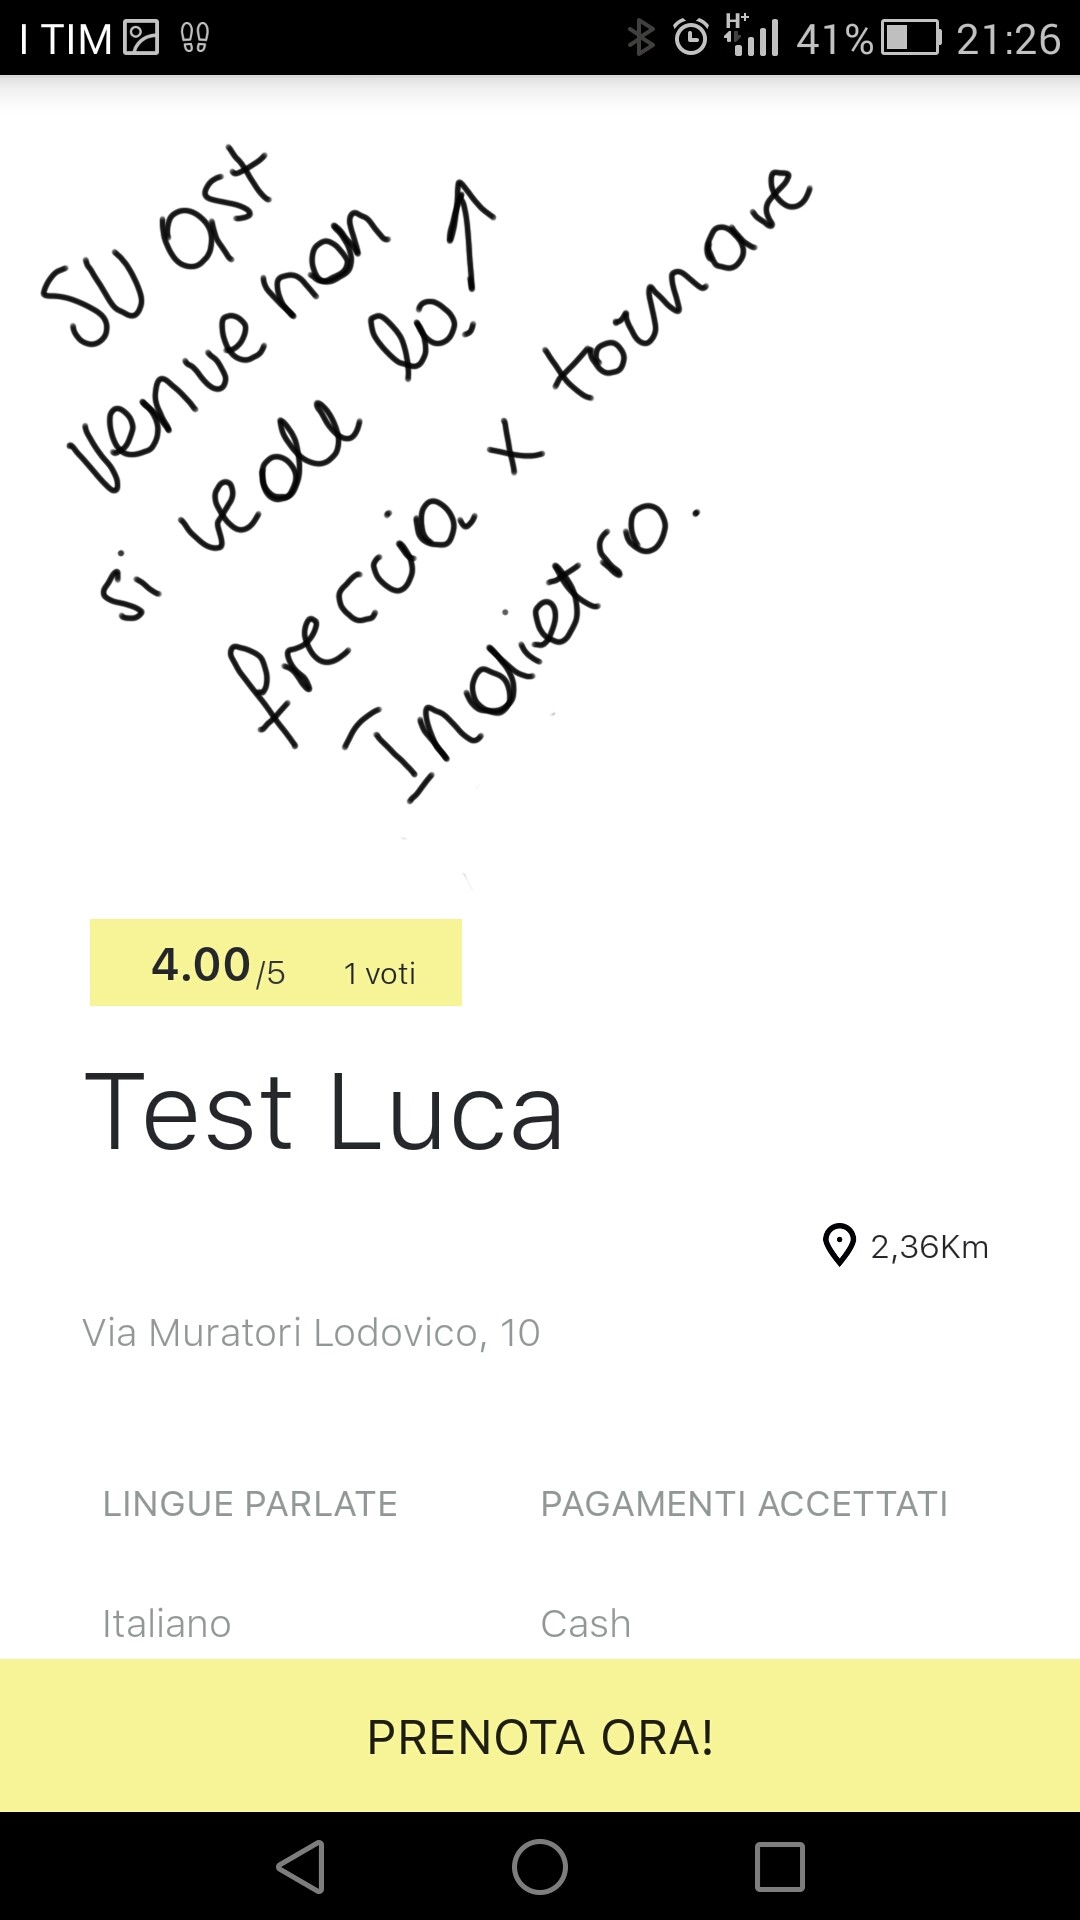 I TIM H+ 41% 21:26
SU qst
venue non
si vede lo.
freccia x tornare
Indietro.
4.00/5 1 voti
Test Luca
2,36Km
Via Muratori Lodovico, 10
LINGUE PARLATE PAGAMENTI ACCETTATI
Italiano Cash
PRENOTA ORA!